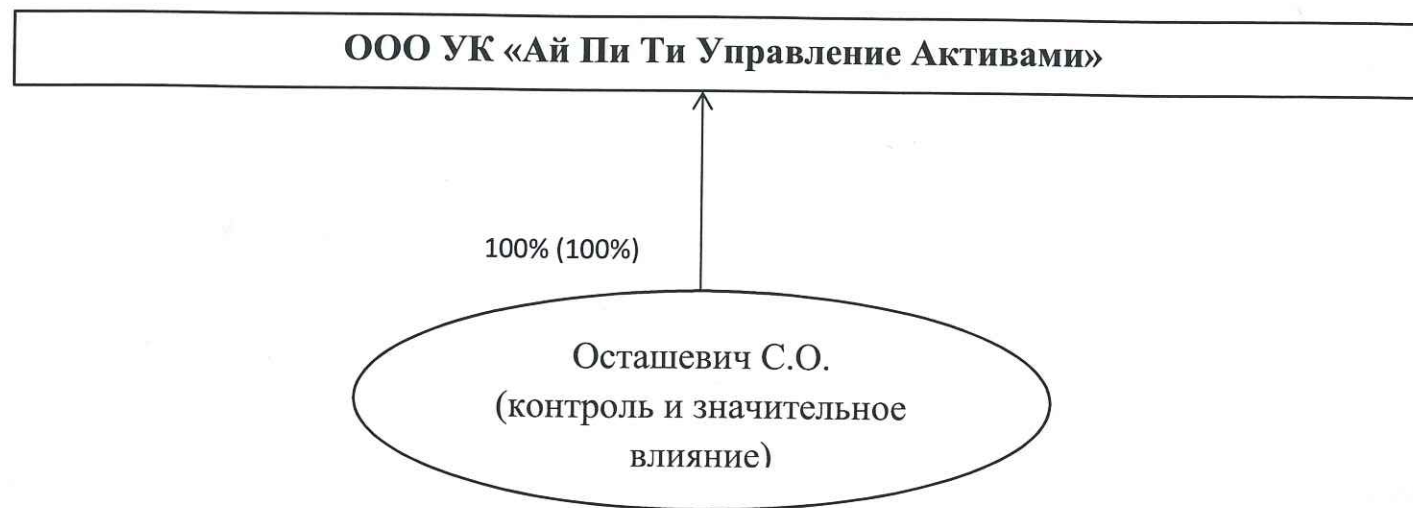 ООО УК «Ай Пи Ти Управление Активами»
100% (100%)
Осташевич С.О.
(контроль и значительное
влияние)